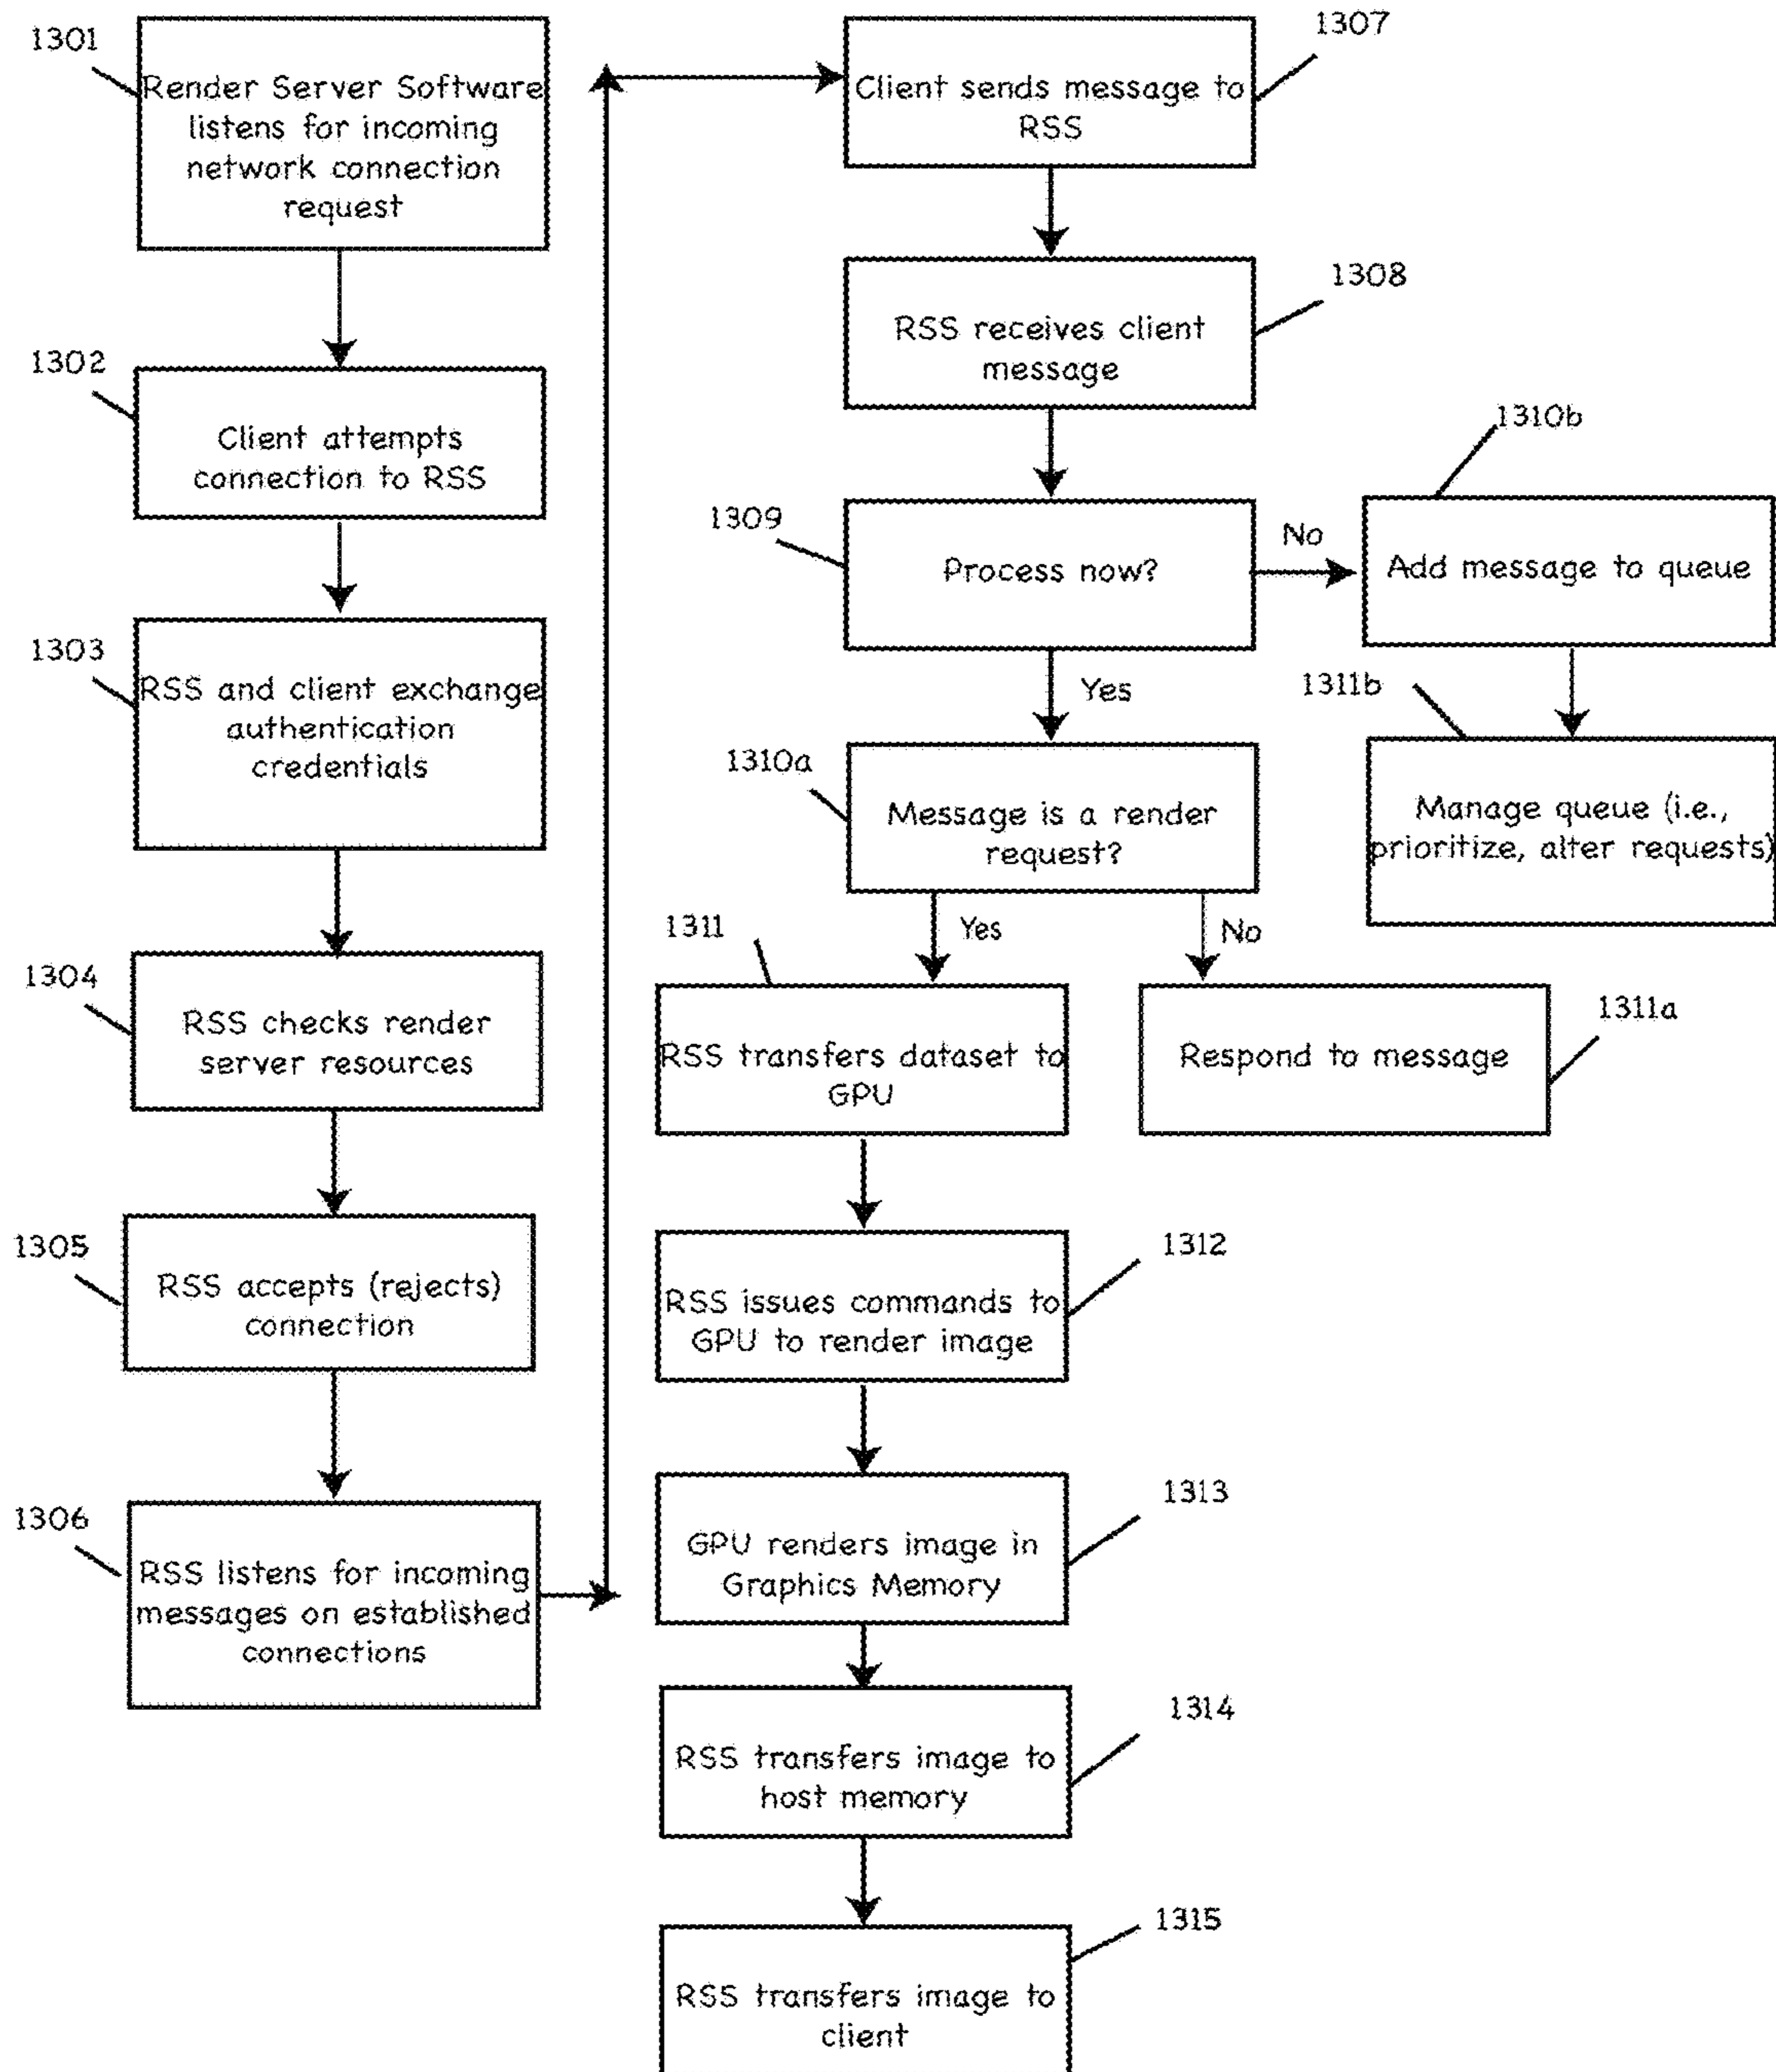 1301
Render Server Software
listens for incoming
network connection
request
1302
Client attempts
connection to RSS
1303
RSS and client exchange
authentication
credentials
1304
RSS checks render
server resources
1305
RSS accepts (rejects)
connection
1306
RSS listens for incoming
messages on established
connections
1307
Client sends message to
RSS
1308
RSS receives client
message
1309
Process now?
No
1310b
Add message to queue
1311b
Manage queue (i.e.,
prioritize, alter requests)
Yes
1310a
Message is a render
request?
Yes
No
1311
RSS transfers dataset to
GPU
1311a
Respond to message
1312
RSS issues commands to
GPU to render image
1313
GPU renders image in
Graphics Memory
1314
RSS transfers image to
host memory
1315
RSS transfers image to
client